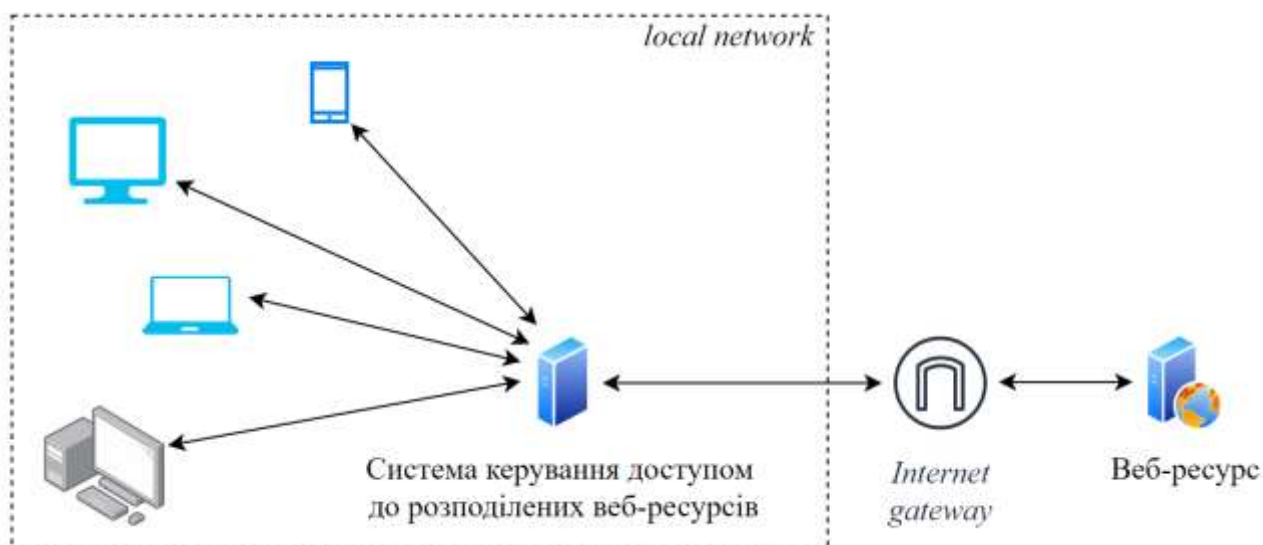 local network
Система керування доступом
до розподілених веб-ресурсів
Internet
gateway
Веб-ресурс